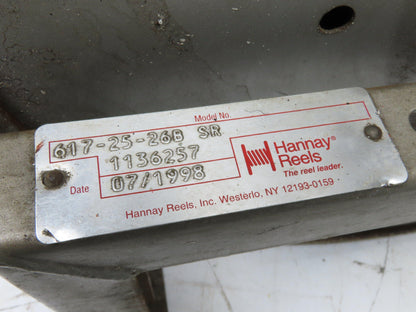 Model No.
617-25-26B SR
1136257
Date 07/1998
Hannay®
Reels
The reel leader.
Hannay Reels, Inc. Westerlo, NY 12193-0159